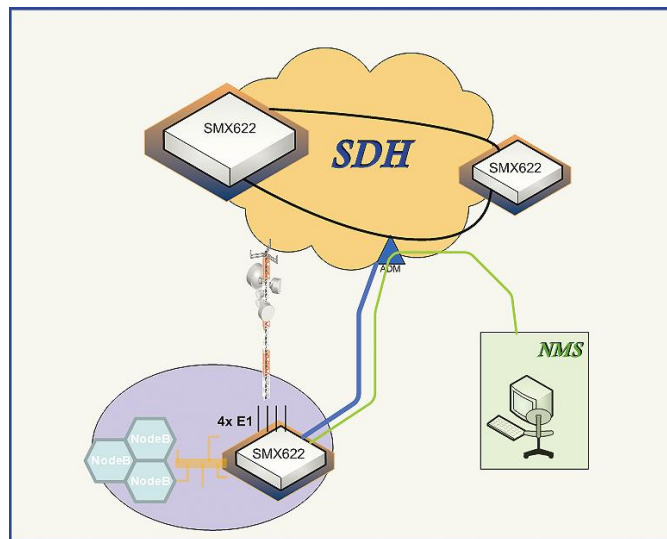 SMX622
SDH
SMX622
ADM
NMS
4x E1
NodeB
NodeB
NodeB
SMX622